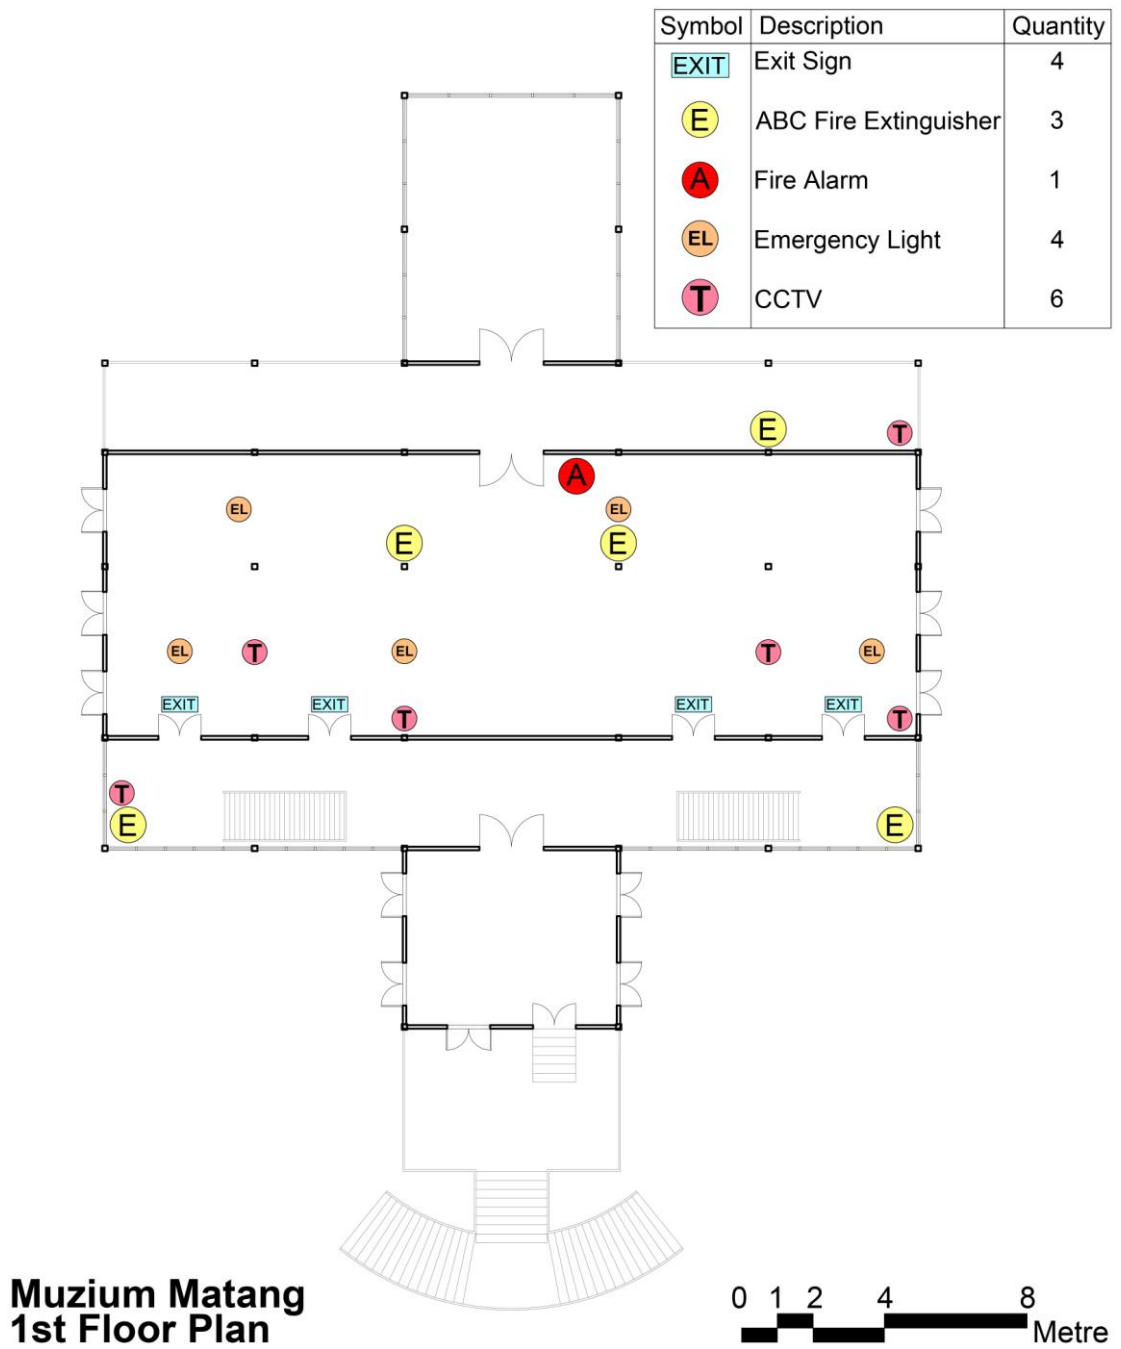 Symbol Description Quantity
EXIT Exit Sign 4
E ABC Fire Extinguisher 3
A Fire Alarm 1
EL Emergency Light 4
T CCTV 6
E T
A
EL EL
E E
EL T EL T EL
EXIT EXIT EXIT EXIT
T T
T
E E
Muzium Matang
1st Floor Plan
0 1 2 4 8
Metre